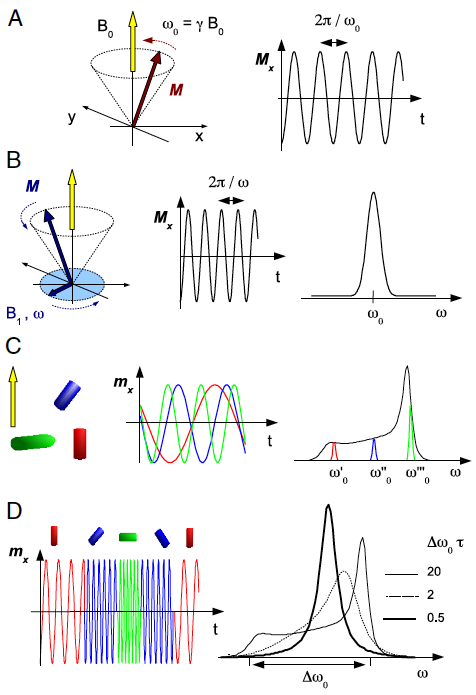 A
B₀
ω₀ = γ B₀
M
y
x
2π / ω₀
Mₓ
t
B
M
B₁ , ω
2π / ω
Mₓ
t
ω₀
ω
C
mₓ
t
ω'₀
ω''₀
ω'''₀
ω
D
mₓ
t
Δω₀ τ
20
2
0.5
Δω₀
ω